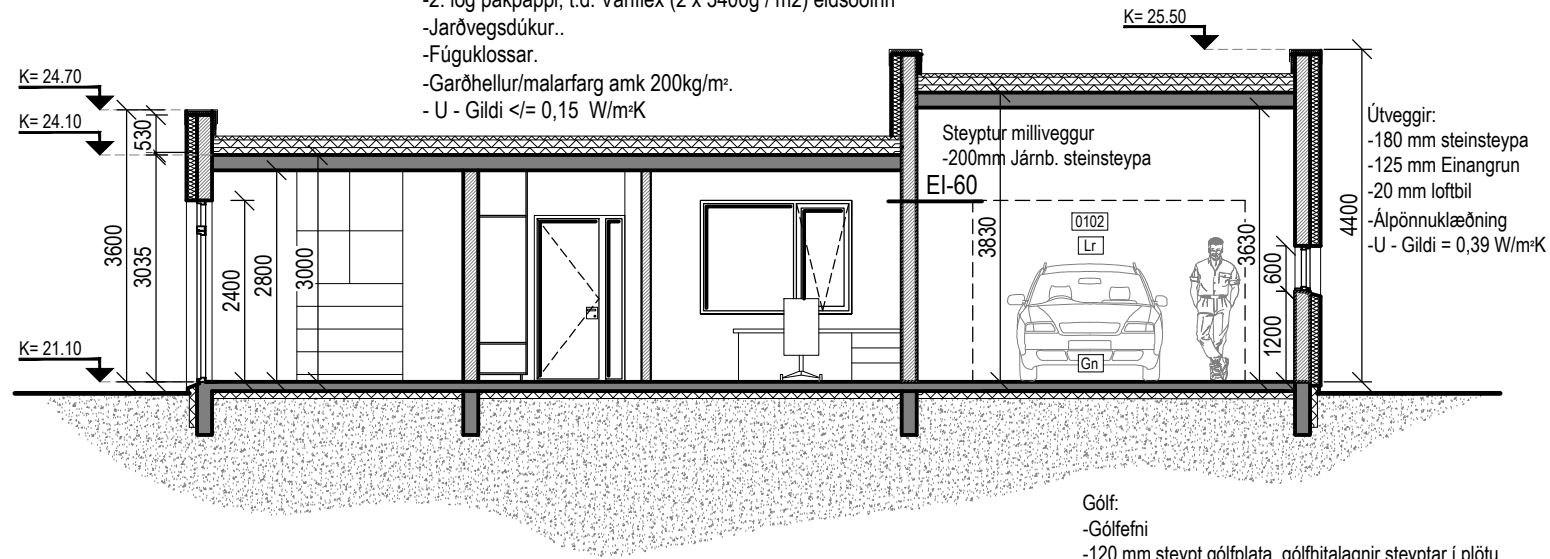 -2. lög þakpappi, t.d. Variflex (2 x 5400g / m2) eldsoðinn
-Jarðvegsdúkur..
-Fúguklossar.
-Garðhellur/malarfarg amk 200kg/m².
- U - Gildi </= 0,15 W/m²K
K= 25.50
K= 24.70
K= 24.10
K= 21.10
530
3600
3035
2400
2800
3000
Steyptur milliveggur
-200mm Járnb. steinsteypa
EI-60
3830
0102
Lr
Gn
3630
600
1200
4400
Útveggir:
-180 mm steinsteypa
-125 mm Einangrun
-20 mm loftbil
-Álpönnuklæðning
-U - Gildi = 0,39 W/m²K
Gólf:
-Gólfefni
-120 mm steypt gólfplata, gólfhitalagnir steyptar í plötu